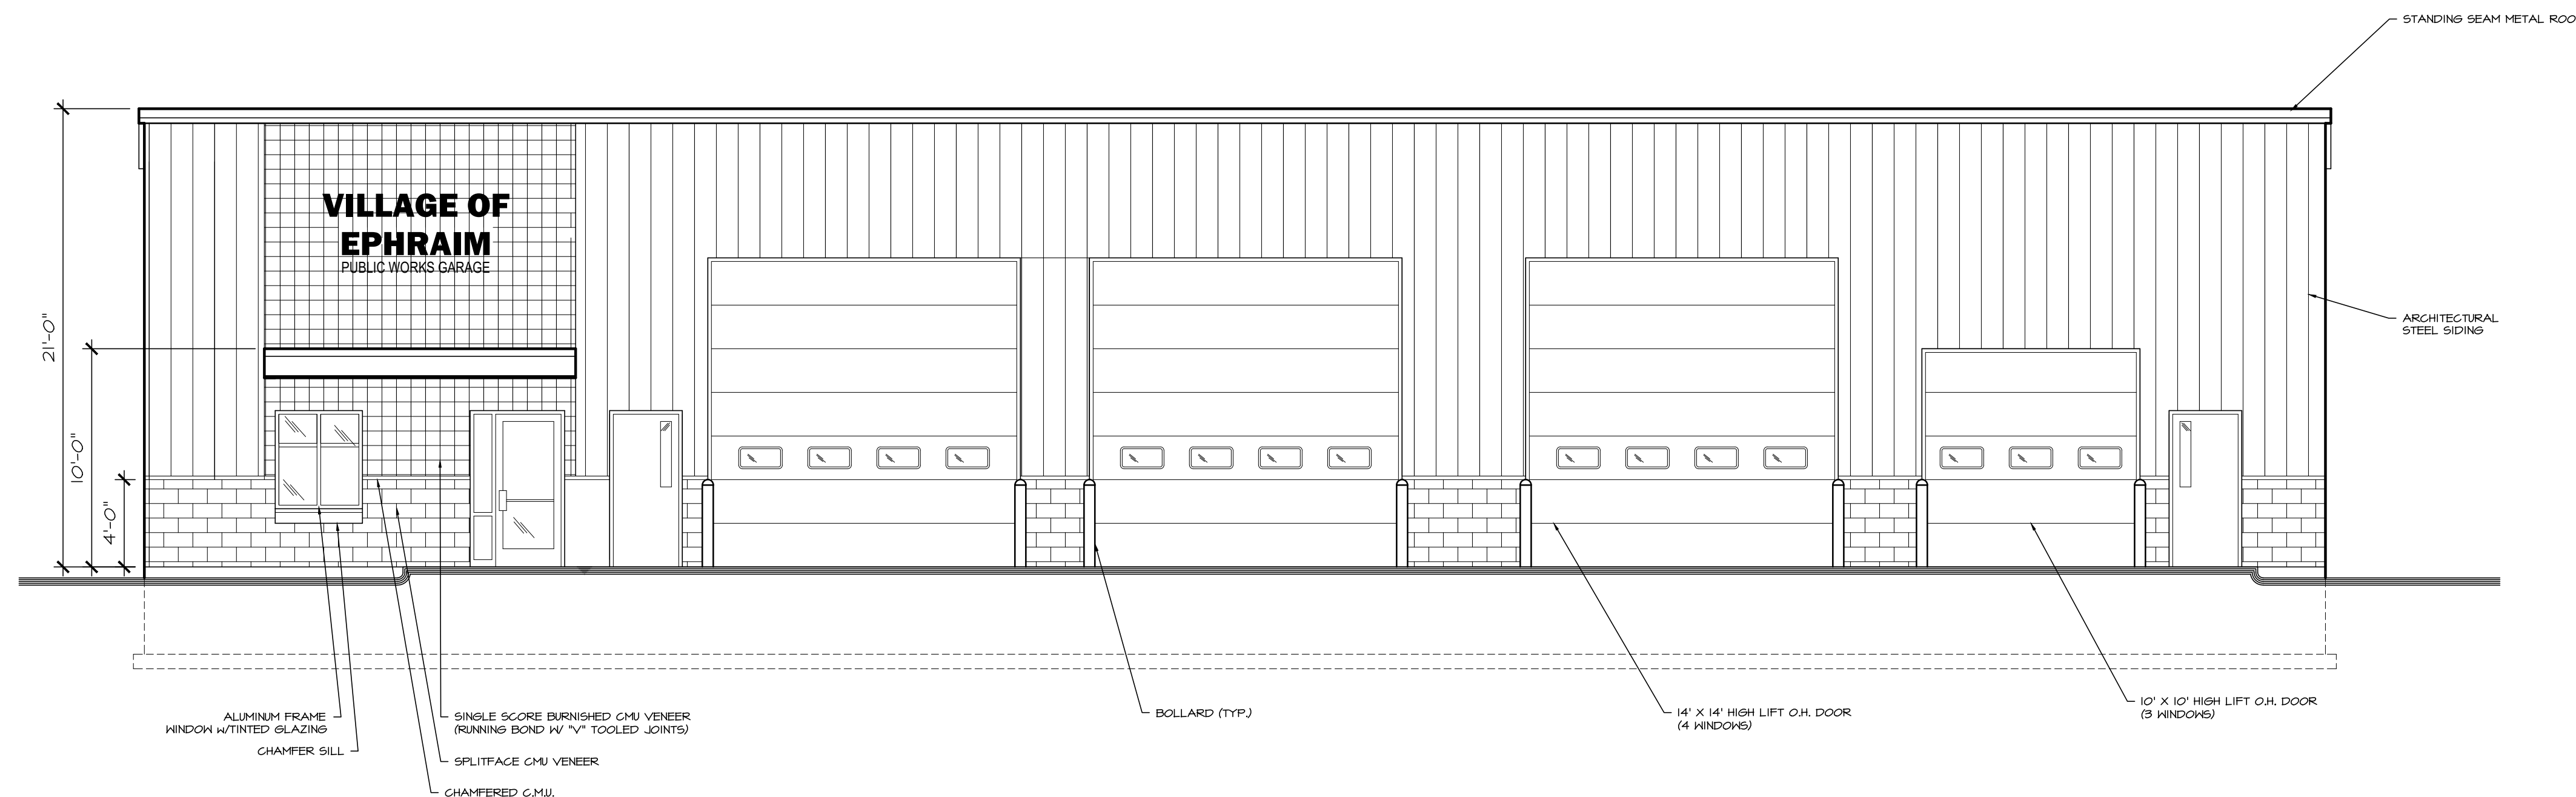 STANDING SEAM METAL ROO
VILLAGE OF
EPHRAIM
PUBLIC WORKS GARAGE
21'-0"
10'-0"
4'-0"
ARCHITECTURAL
STEEL SIDING
ALUMINUM FRAME
WINDOW W/TINTED GLAZING
CHAMFER SILL
SINGLE SCORE BURNISHED CMU VENEER
(RUNNING BOND W/ "V" TOOLED JOINTS)
SPLITFACE CMU VENEER
CHAMFERED C.M.U.
BOLLARD (TYP.)
14' X 14' HIGH LIFT O.H. DOOR
(4 WINDOWS)
10' X 10' HIGH LIFT O.H. DOOR
(3 WINDOWS)